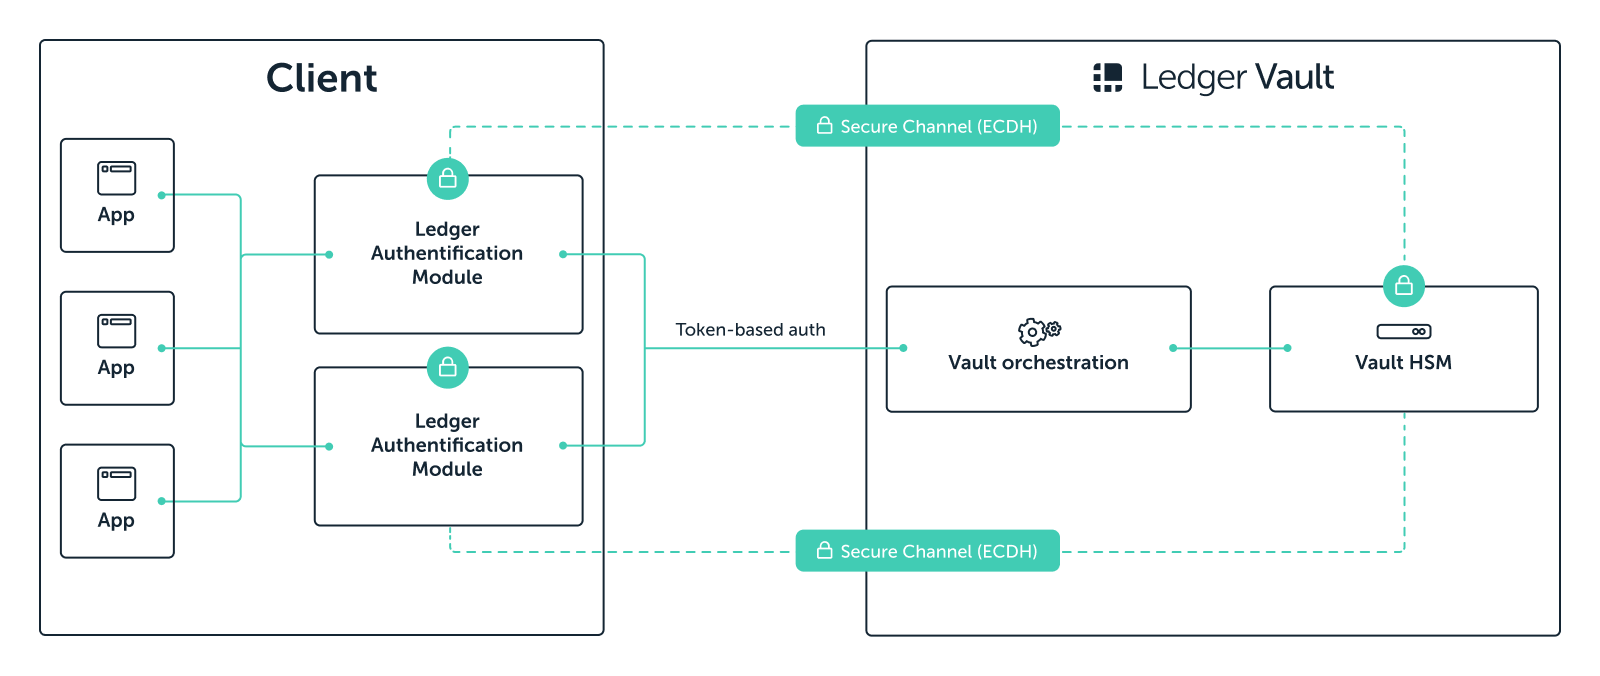 Client
Ledger Vault
Secure Channel (ECDH)
App
Ledger
Authentification
Module
App
Token-based auth
Vault orchestration
Vault HSM
Ledger
Authentification
Module
App
Secure Channel (ECDH)